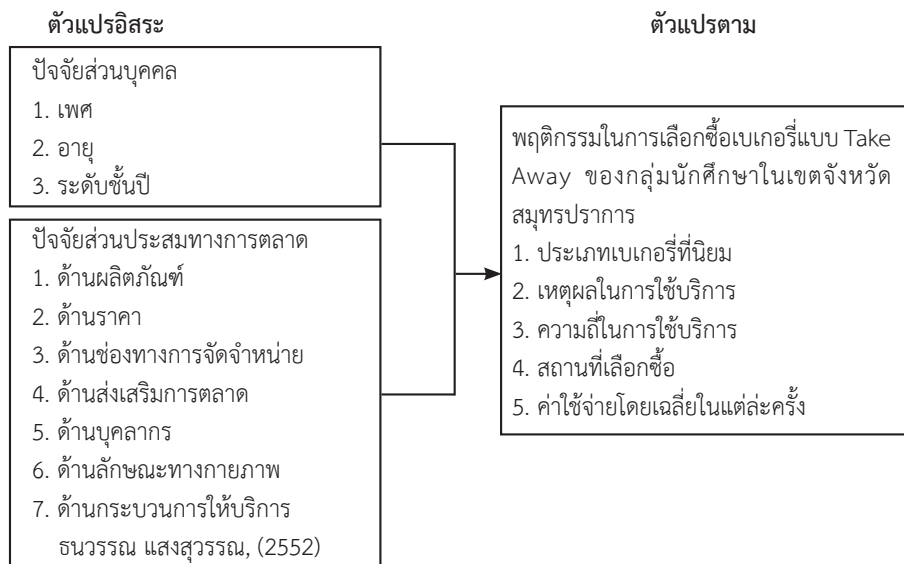 ตัวแปรอิสระ
ปัจจัยส่วนบุคคล
1. เพศ
2. อายุ
3. ระดับชั้นปี
ปัจจัยส่วนประสมทางการตลาด
1. ด้านผลิตภัณฑ์
2. ด้านราคา
3. ด้านช่องทางการจัดจำหน่าย
4. ด้านส่งเสริมการตลาด
5. ด้านบุคลากร
6. ด้านลักษณะทางกายภาพ
7. ด้านกระบวนการให้บริการ
ธนวรรณ แสงสุวรรณ, (2552)
ตัวแปรตาม
พฤติกรรมในการเลือกซื้อเบเกอรี่แบบ Take
Away ของกลุ่มนักศึกษาในเขตจังหวัด
สมุทรปราการ
1. ประเภทเบเกอรี่ที่นิยม
2. เหตุผลในการใช้บริการ
3. ความถี่ในการใช้บริการ
4. สถานที่เลือกซื้อ
5. ค่าใช้จ่ายโดยเฉลี่ยในแต่ล่ะครั้ง